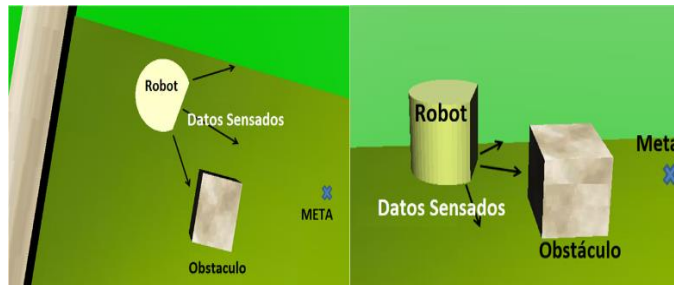 Robot
Datos Sensados
META
Obstaculo
Robot
Meta
Datos Sensados
Obstáculo